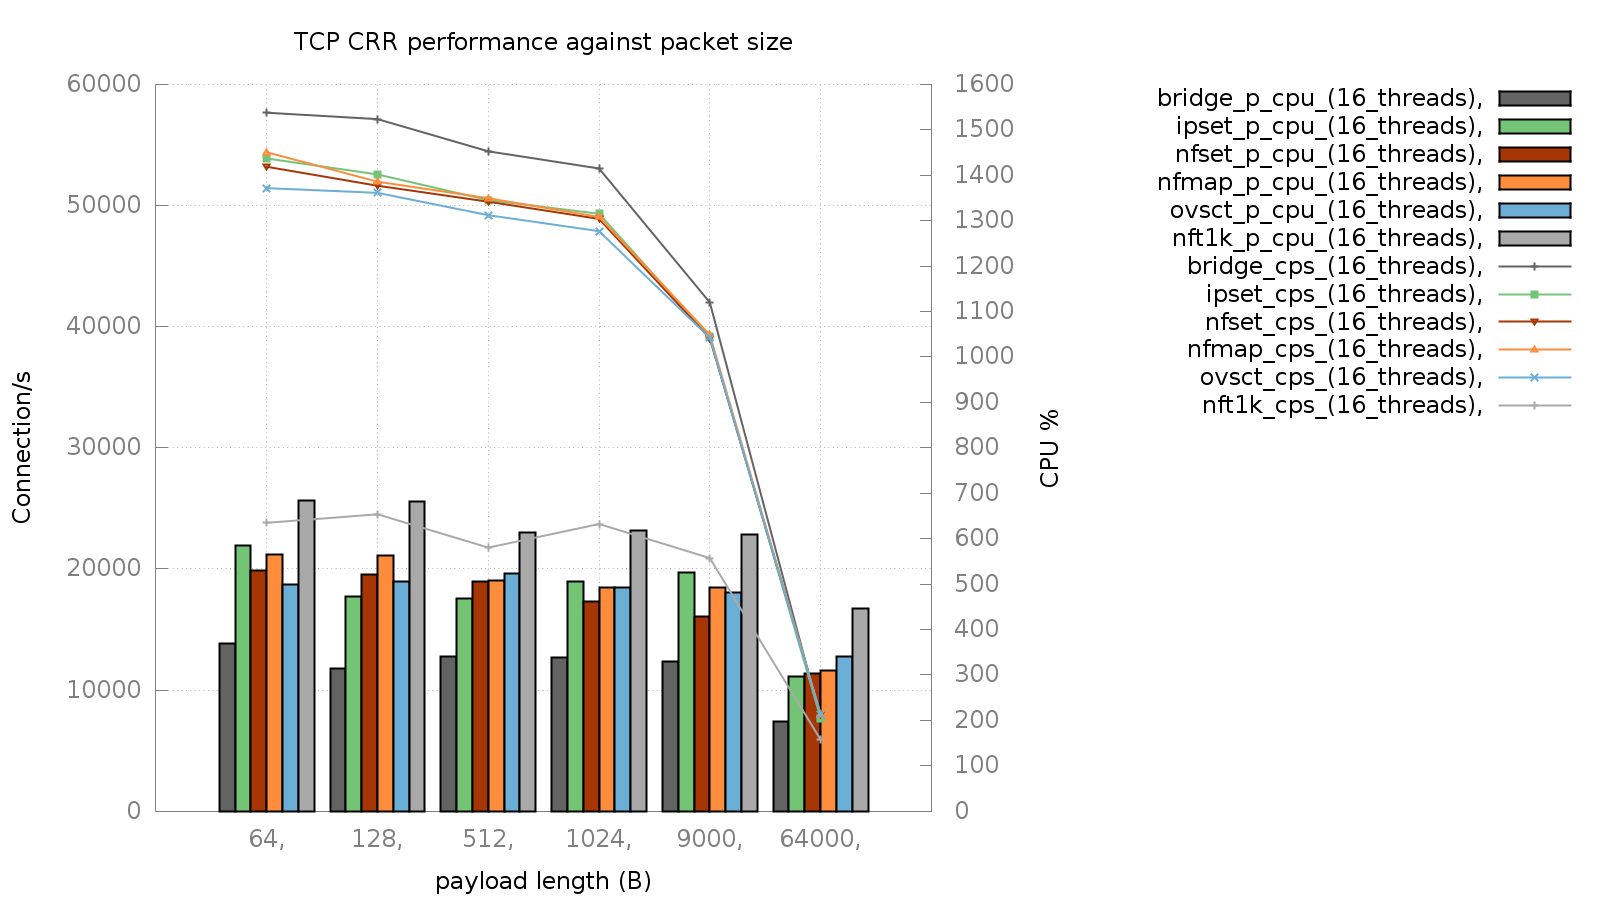 TCP CRR performance against packet size
60000
50000
40000
30000
20000
10000
0
Connection/s
1600
1500
1400
1300
1200
1100
1000
900
800
700
600
500
400
300
200
100
0
CPU %
64,
128,
512,
1024,
9000,
64000,
payload length (B)
bridge_p_cpu_(16_threads),
ipset_p_cpu_(16_threads),
nfset_p_cpu_(16_threads),
nfmap_p_cpu_(16_threads),
ovsct_p_cpu_(16_threads),
nft1k_p_cpu_(16_threads),
bridge_cps_(16_threads),
ipset_cps_(16_threads),
nfset_cps_(16_threads),
nfmap_cps_(16_threads),
ovsct_cps_(16_threads),
nft1k_cps_(16_threads),